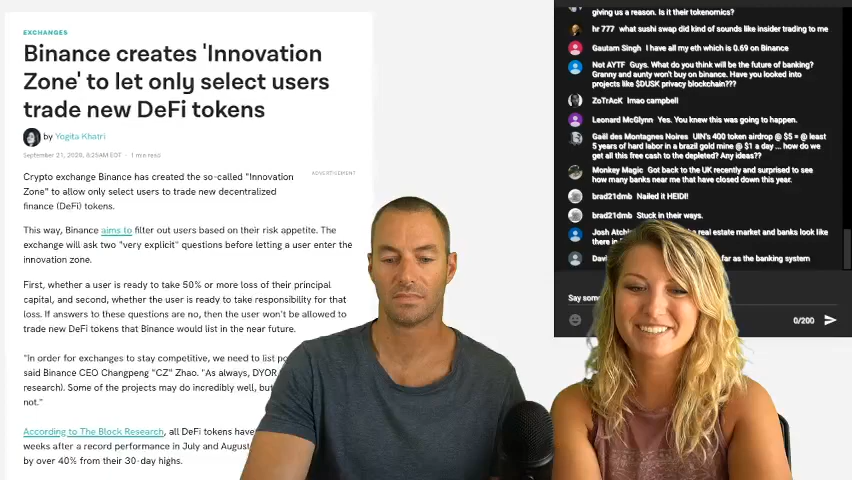 EXCHANGES
Binance creates 'Innovation
Zone' to let only select users
trade new DeFi tokens
by Yogita Khatri
September 21, 2020, 8:25AM EDT · 1 min read
ADVERTISEMENT
Crypto exchange Binance has created the so-called "Innovation
Zone" to allow only select users to trade new decentralized
finance (DeFi) tokens.
This way, Binance aims to filter out users based on their risk appetite. The
exchange will ask two "very explicit" questions before letting a user enter the
innovation zone.
First, whether a user is ready to take 50% or more loss of their principal
capital, and second, whether the user is ready to take responsibility for that
loss. If answers to these questions are no, then the user won't be allowed to
trade new DeFi tokens that Binance would list in the near future.
"In order for exchanges to stay competitive, we need to list
said Binance CEO Changpeng "CZ" Zhao. "As always, DYOR
research). Some of the projects may do incredibly well,
not."
According to The Block Research, all DeFi tokens have
weeks after a record performance in July and August
by over 40% from their 30-day highs.
giving us a reason. Is it their tokenomics?
hr 777 what sushi swap did kind of sounds like insider trading to me
Gautam Singh I have all my eth which is 0.69 on Binance
Not AYTF Guys. What do you think will be the future of banking?
Granny and aunty won't buy on binance. Have you looked into
projects like $DUSK privacy blockchain???
ZoTrAcK lmao campbell
Leonard McGlynn Yes. You knew this was going to happen.
Gaël des Montagnes Noires UIN's 400 token airdrop @ $5 = @ least
5 years of hard labor in a brazil gold mine @ $1 a day ... how do we
get all this free cash to the depleted? Any ideas??
Monkey Magic Got back to the UK recently and surprised to see
how many banks near me that have closed down this year.
brad21dmb Nailed it HEIDI!
brad21dmb Stuck in their ways.
Josh real estate market and banks look like
there in
far as the banking system
Say
0/200